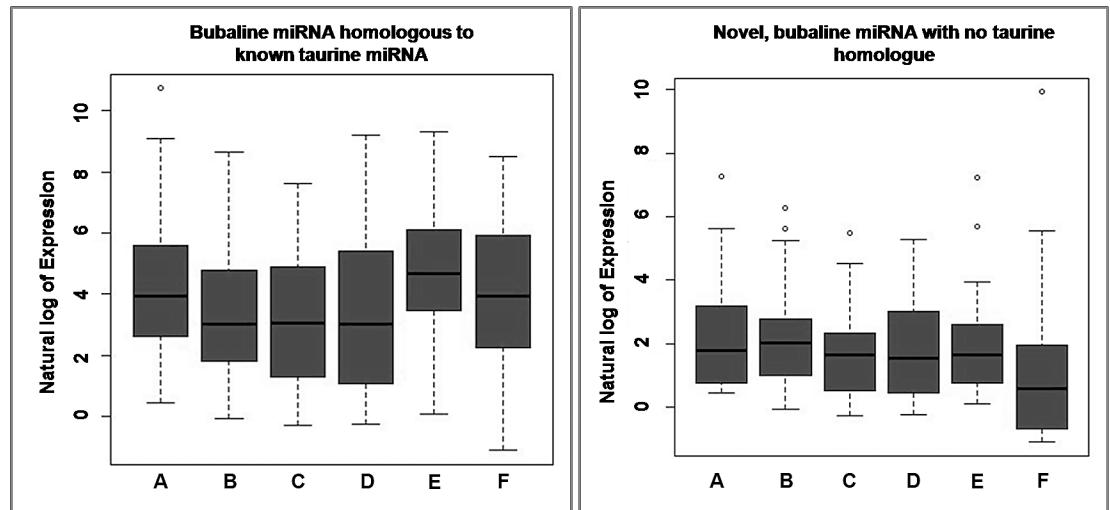 Bubaline miRNA homologous to
known taurine miRNA
Natural log of Expression
10
8
6
4
2
0
A B C D E F
Novel, bubaline miRNA with no taurine
homologue
Natural log of Expression
10
8
6
4
2
0
A B C D E F